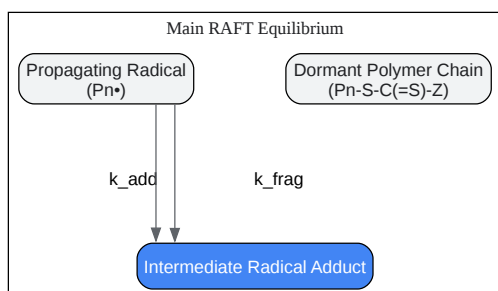 Main RAFT Equilibrium
Propagating Radical
(Pn•)
Dormant Polymer Chain
(Pn-S-C(=S)-Z)
k_add
k_frag
Intermediate Radical Adduct